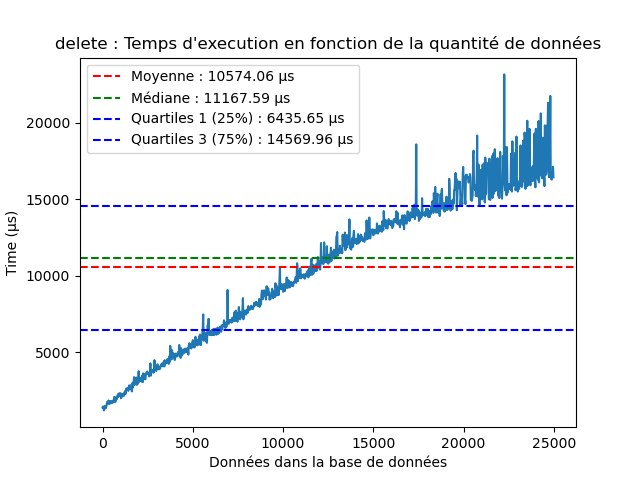 delete : Temps d'execution en fonction de la quantité de données
Moyenne : 10574.06 µs
Médiane : 11167.59 µs
Quartiles 1 (25%) : 6435.65 µs
Quartiles 3 (75%) : 14569.96 µs
Time (µs)
20000
15000
10000
5000
0 5000 10000 15000 20000 25000
Données dans la base de données